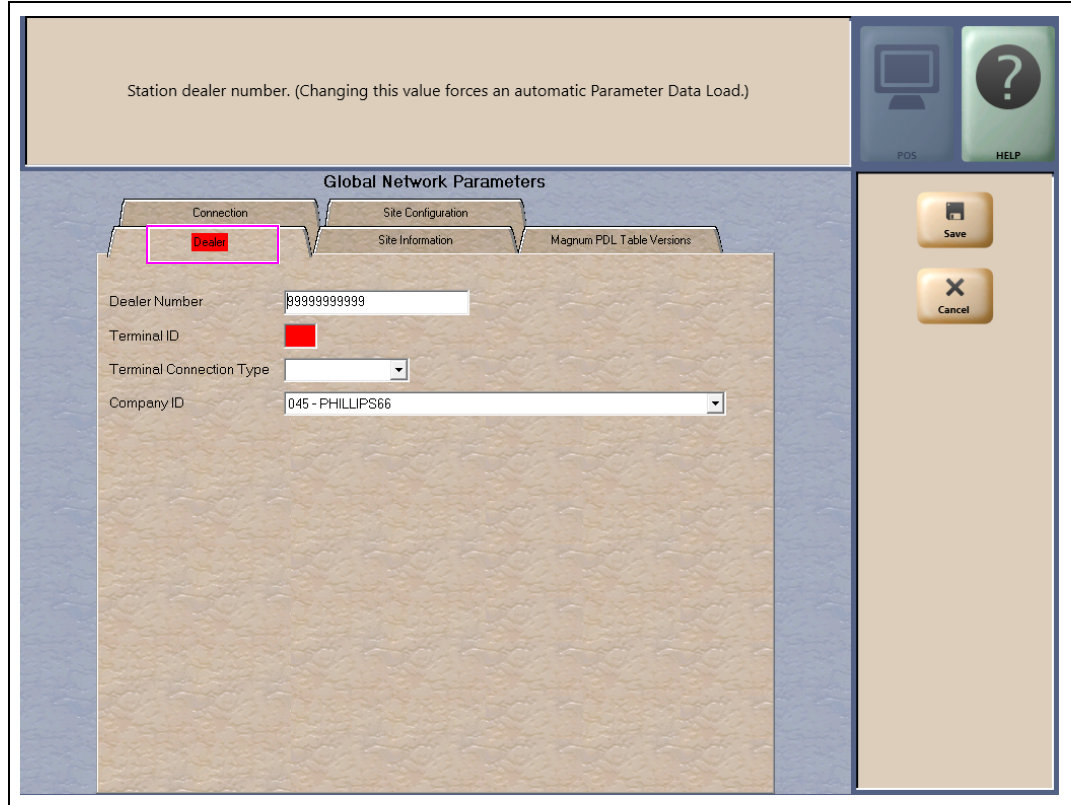 Station dealer number. (Changing this value forces an automatic Parameter Data Load.)
POS
HELP
Global Network Parameters
Connection
Site Configuration
Dealer
Site Information
Magnum PDL Table Versions
Save
Cancel
Dealer Number
99999999999
Terminal ID
Terminal Connection Type
Company ID
045 - PHILLIPS66